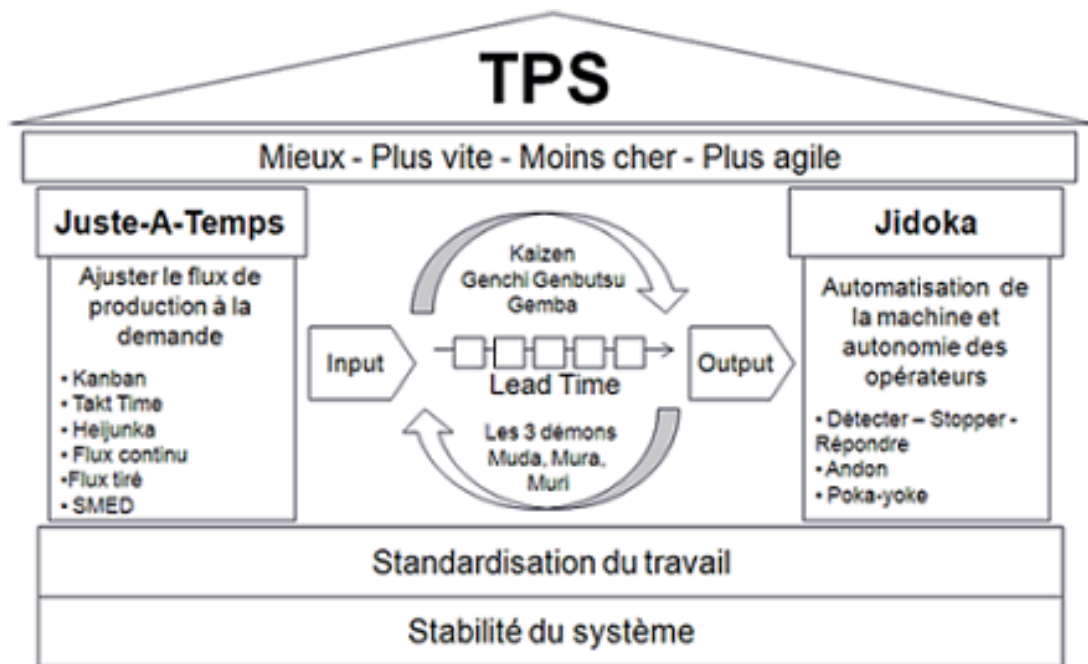 TPS
Mieux - Plus vite - Moins cher - Plus agile
Juste-A-Temps
Ajuster le flux de
production à la
demande
• Kanban
• Takt Time
• Heijunka
• Flux continu
•Flux tiré
• SMED
Input
Kaizen
Genchi Genbutsu
Gemba
Lead Time
Les 3 démons
Muda, Mura,
Muri
Output
Jidoka
Automatisation de
la machine et
autonomie des
opérateurs
• Détecter – Stopper -
Répondre
• Andon
• Poka-yoke
Standardisation du travail
Stabilité du système